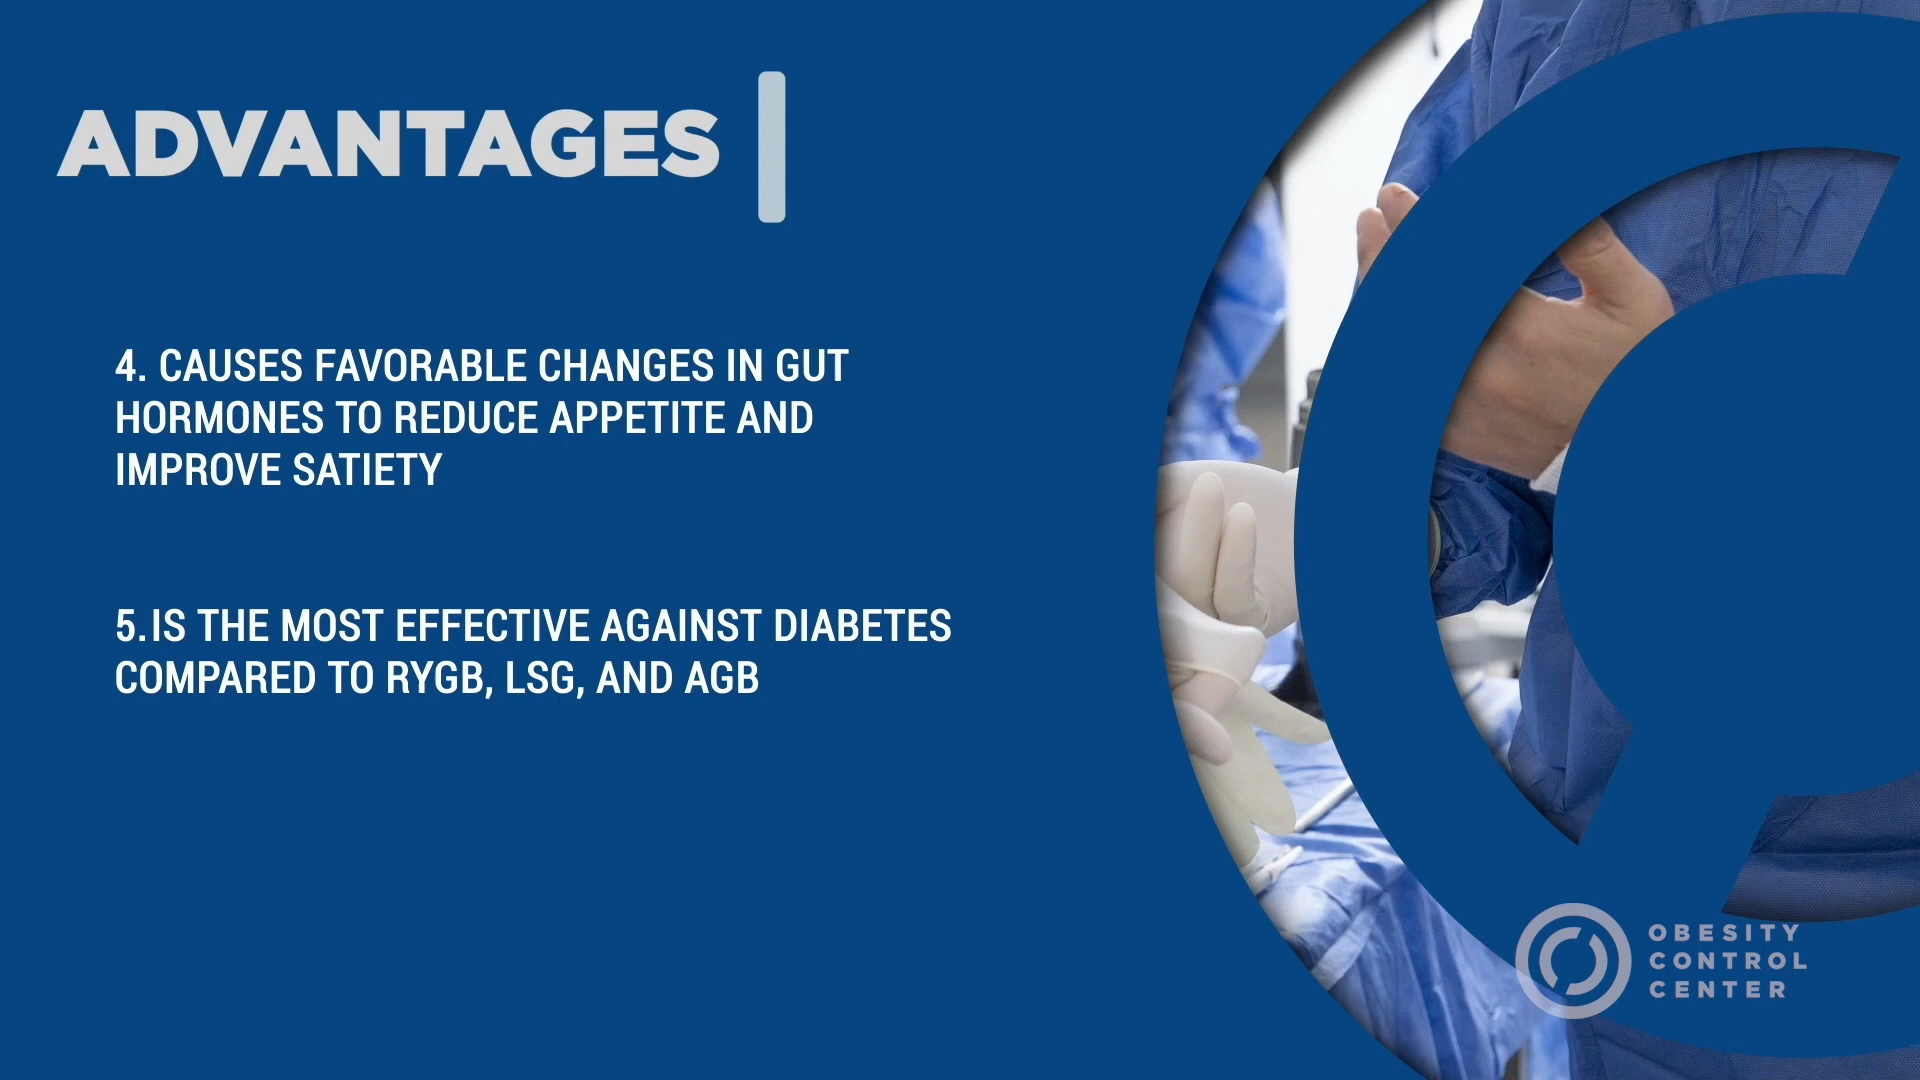 ADVANTAGES
4. CAUSES FAVORABLE CHANGES IN GUT
HORMONES TO REDUCE APPETITE AND
IMPROVE SATIETY
5.IS THE MOST EFFECTIVE AGAINST DIABETES
COMPARED TO RYGB, LSG, AND AGB
OBESITY
CONTROL
CENTER